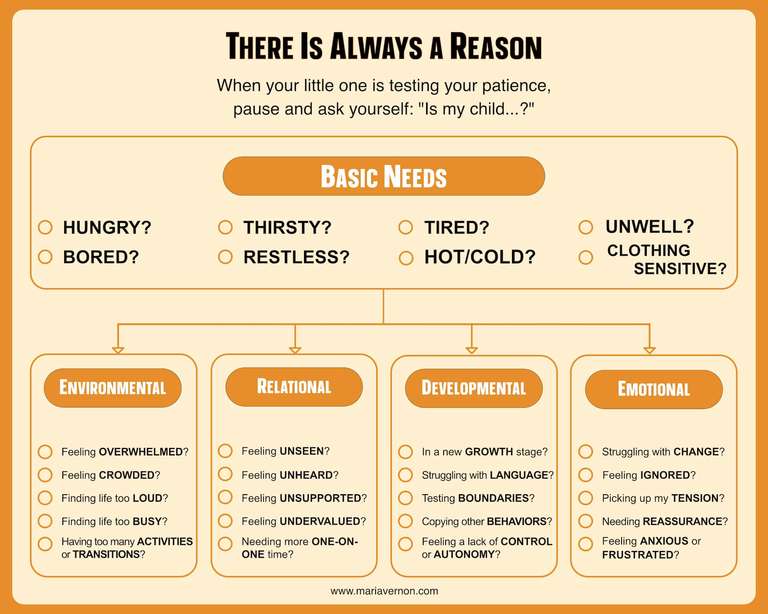 THERE IS ALWAYS A REASON
When your little one is testing your patience,
pause and ask yourself: "Is my child...?"
BASIC NEEDS
HUNGRY?
THIRSTY?
TIRED?
UNWELL?
BORED?
RESTLESS?
HOT/COLD?
CLOTHING
SENSITIVE?
ENVIRONMENTAL
Feeling OVERWHELMED?
Feeling CROWDED?
Finding life too LOUD?
Finding life too BUSY?
Having too many ACTIVITIES
or TRANSITIONS?
RELATIONAL
Feeling UNSEEN?
Feeling UNHEARD?
Feeling UNSUPPORTED?
Feeling UNDERVALUED?
Needing more ONE-ON-
ONE time?
DEVELOPMENTAL
In a new GROWTH stage?
Struggling with LANGUAGE?
Testing BOUNDARIES?
Copying other BEHAVIORS?
Feeling a lack of CONTROL
or AUTONOMY?
EMOTIONAL
Struggling with CHANGE?
Feeling IGNORED?
Picking up my TENSION?
Needing REASSURANCE?
Feeling ANXIOUS or
FRUSTRATED?
www.mariavernon.com